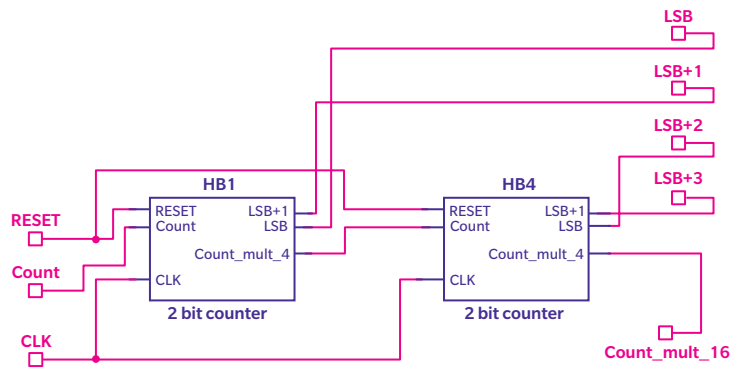 LSB
LSB+1
LSB+2
LSB+3
HB1
HB4
RESET
Count
CLK
RESET
Count
CLK
LSB+1
LSB
Count_mult_4
2 bit counter
RESET
Count
CLK
LSB+1
LSB
Count_mult_4
2 bit counter
Count_mult_16